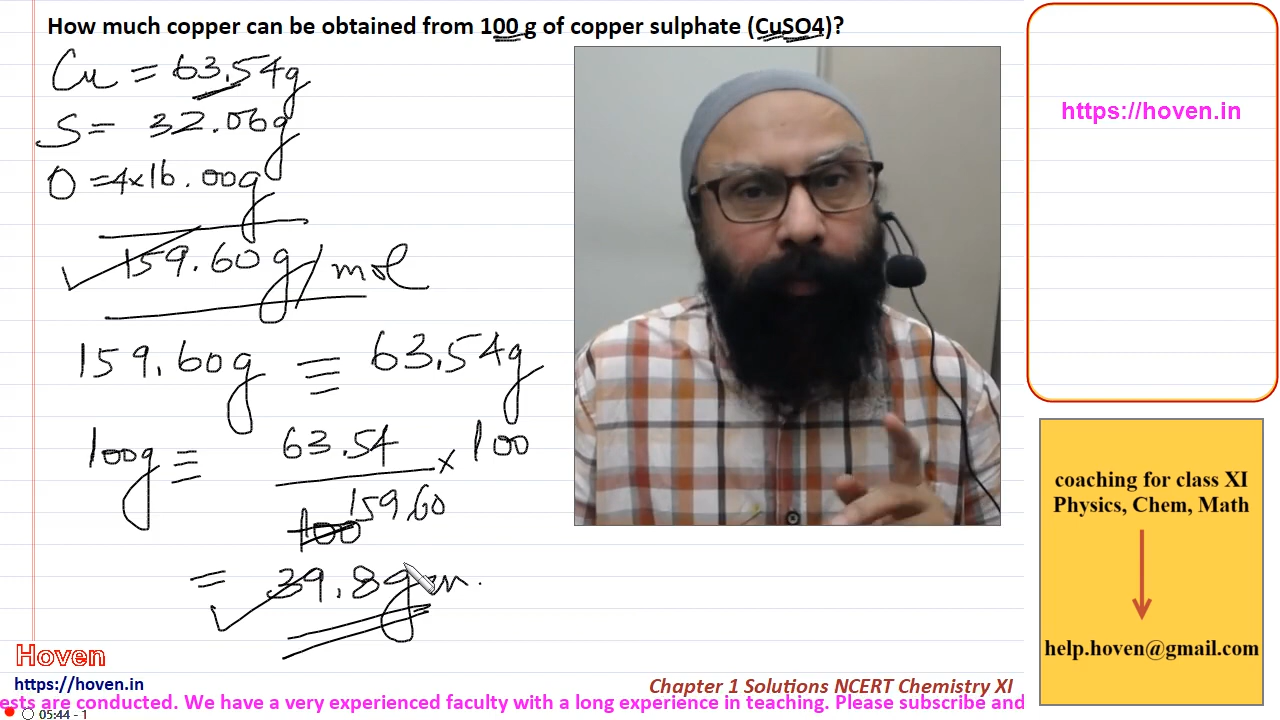 How much copper can be obtained from 100 g of copper sulphate (CuSO4)?
Cu = 63.54g
S = 32.06g
O = 4x16.00g
159.60g/mol
159.60g ≡ 63.54g
100g ≡ 63.54 x 100
159.60
100
= 39.8gm.
https://hoven.in
coaching for class XI
Physics, Chem, Math
help.hoven@gmail.com
Hoven
https://hoven.in
Chapter 1 Solutions NCERT Chemistry XI
ests are conducted. We have a very experienced faculty with a long experience in teaching. Please subscribe and
05:44 - 1